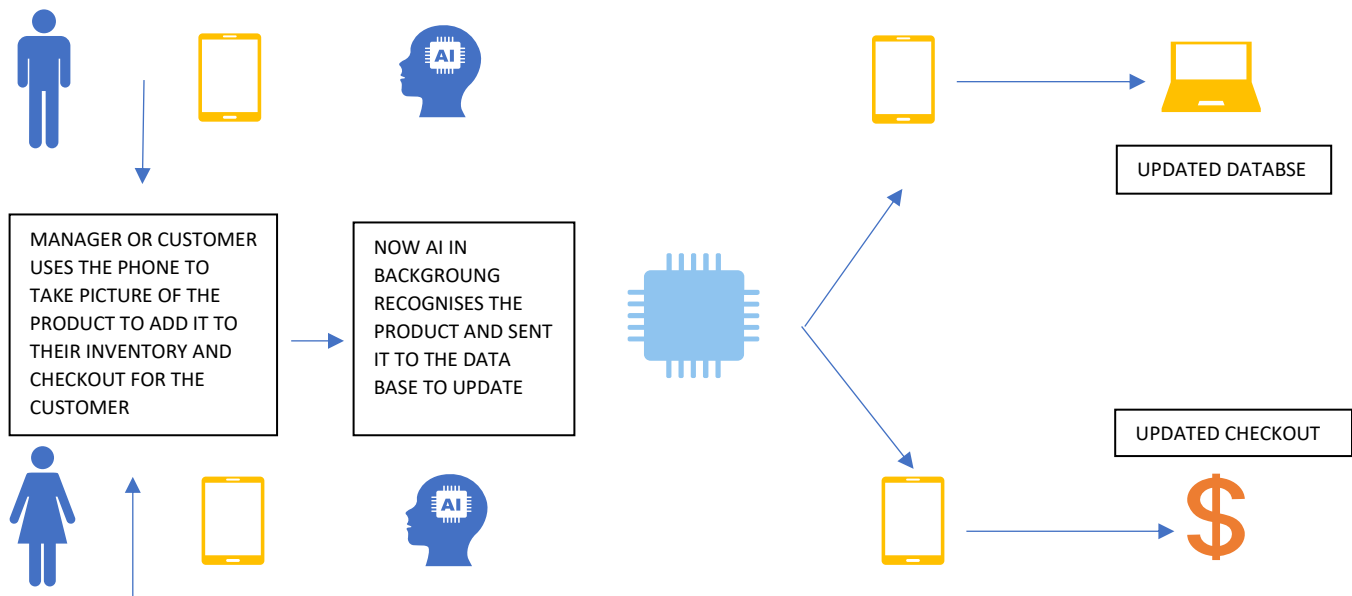 AI
UPDATED DATABSE
MANAGER OR CUSTOMER
USES THE PHONE TO
TAKE PICTURE OF THE
PRODUCT TO ADD IT TO
THEIR INVENTORY AND
CHECKOUT FOR THE
CUSTOMER
NOW AI IN
BACKGROUNG
RECOGNISES THE
PRODUCT AND SENT
IT TO THE DATA
BASE TO UPDATE
UPDATED CHECKOUT
AI
$